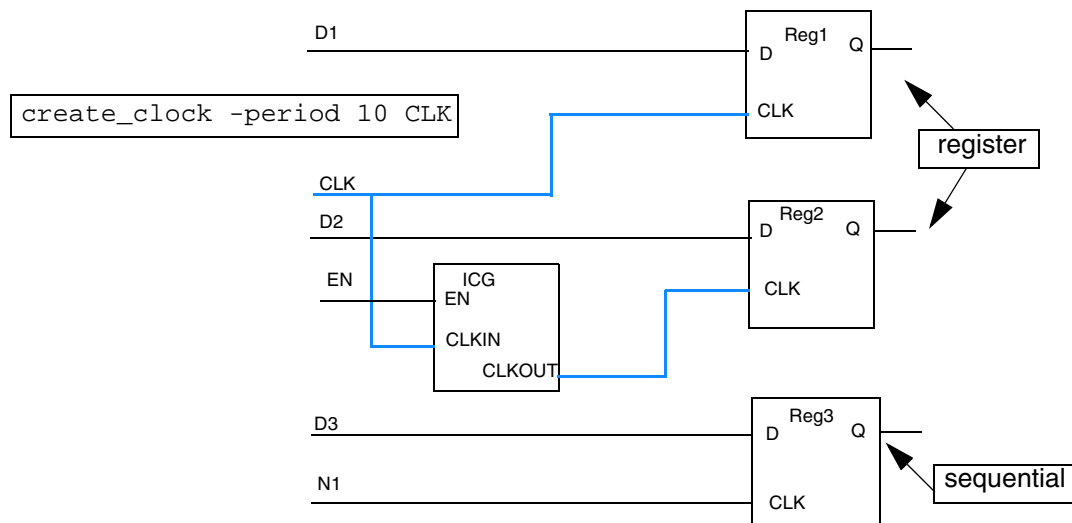 D1
Reg1
Q
D
create_clock -period 10 CLK
CLK
register
CLK
D2
Reg2
Q
D
EN
ICG
EN
CLK
CLKIN
CLKOUT
D3
Reg3
Q
D
sequential
N1
CLK